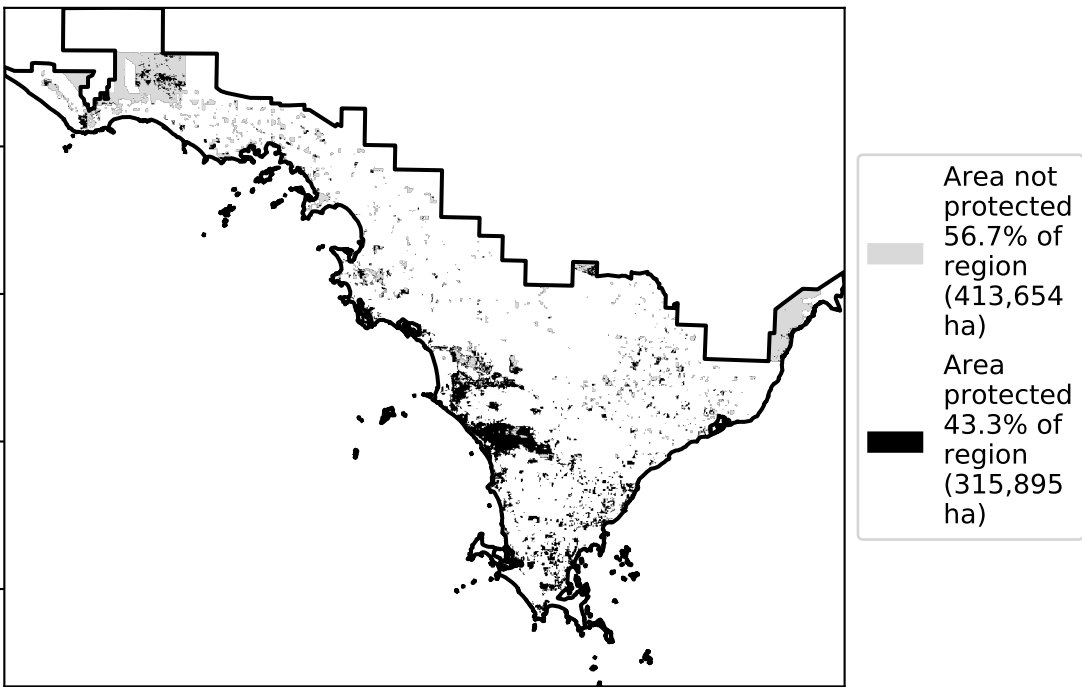 Area not
protected
56.7% of
region
(413,654
ha)
Area
protected
43.3% of
region
(315,895
ha)